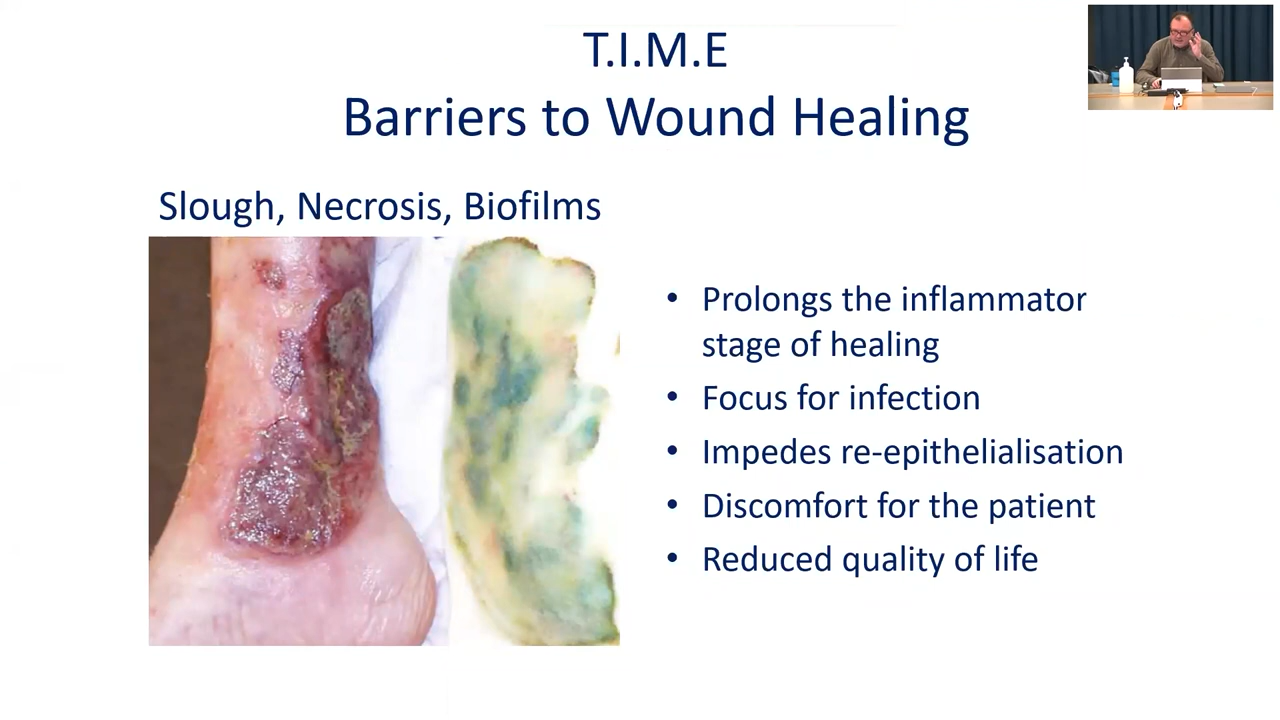 T.I.M.E
Barriers to Wound Healing
Slough, Necrosis, Biofilms
• Prolongs the inflammator
stage of healing
• Focus for infection
• Impedes re-epithelialisation
• Discomfort for the patient
• Reduced quality of life